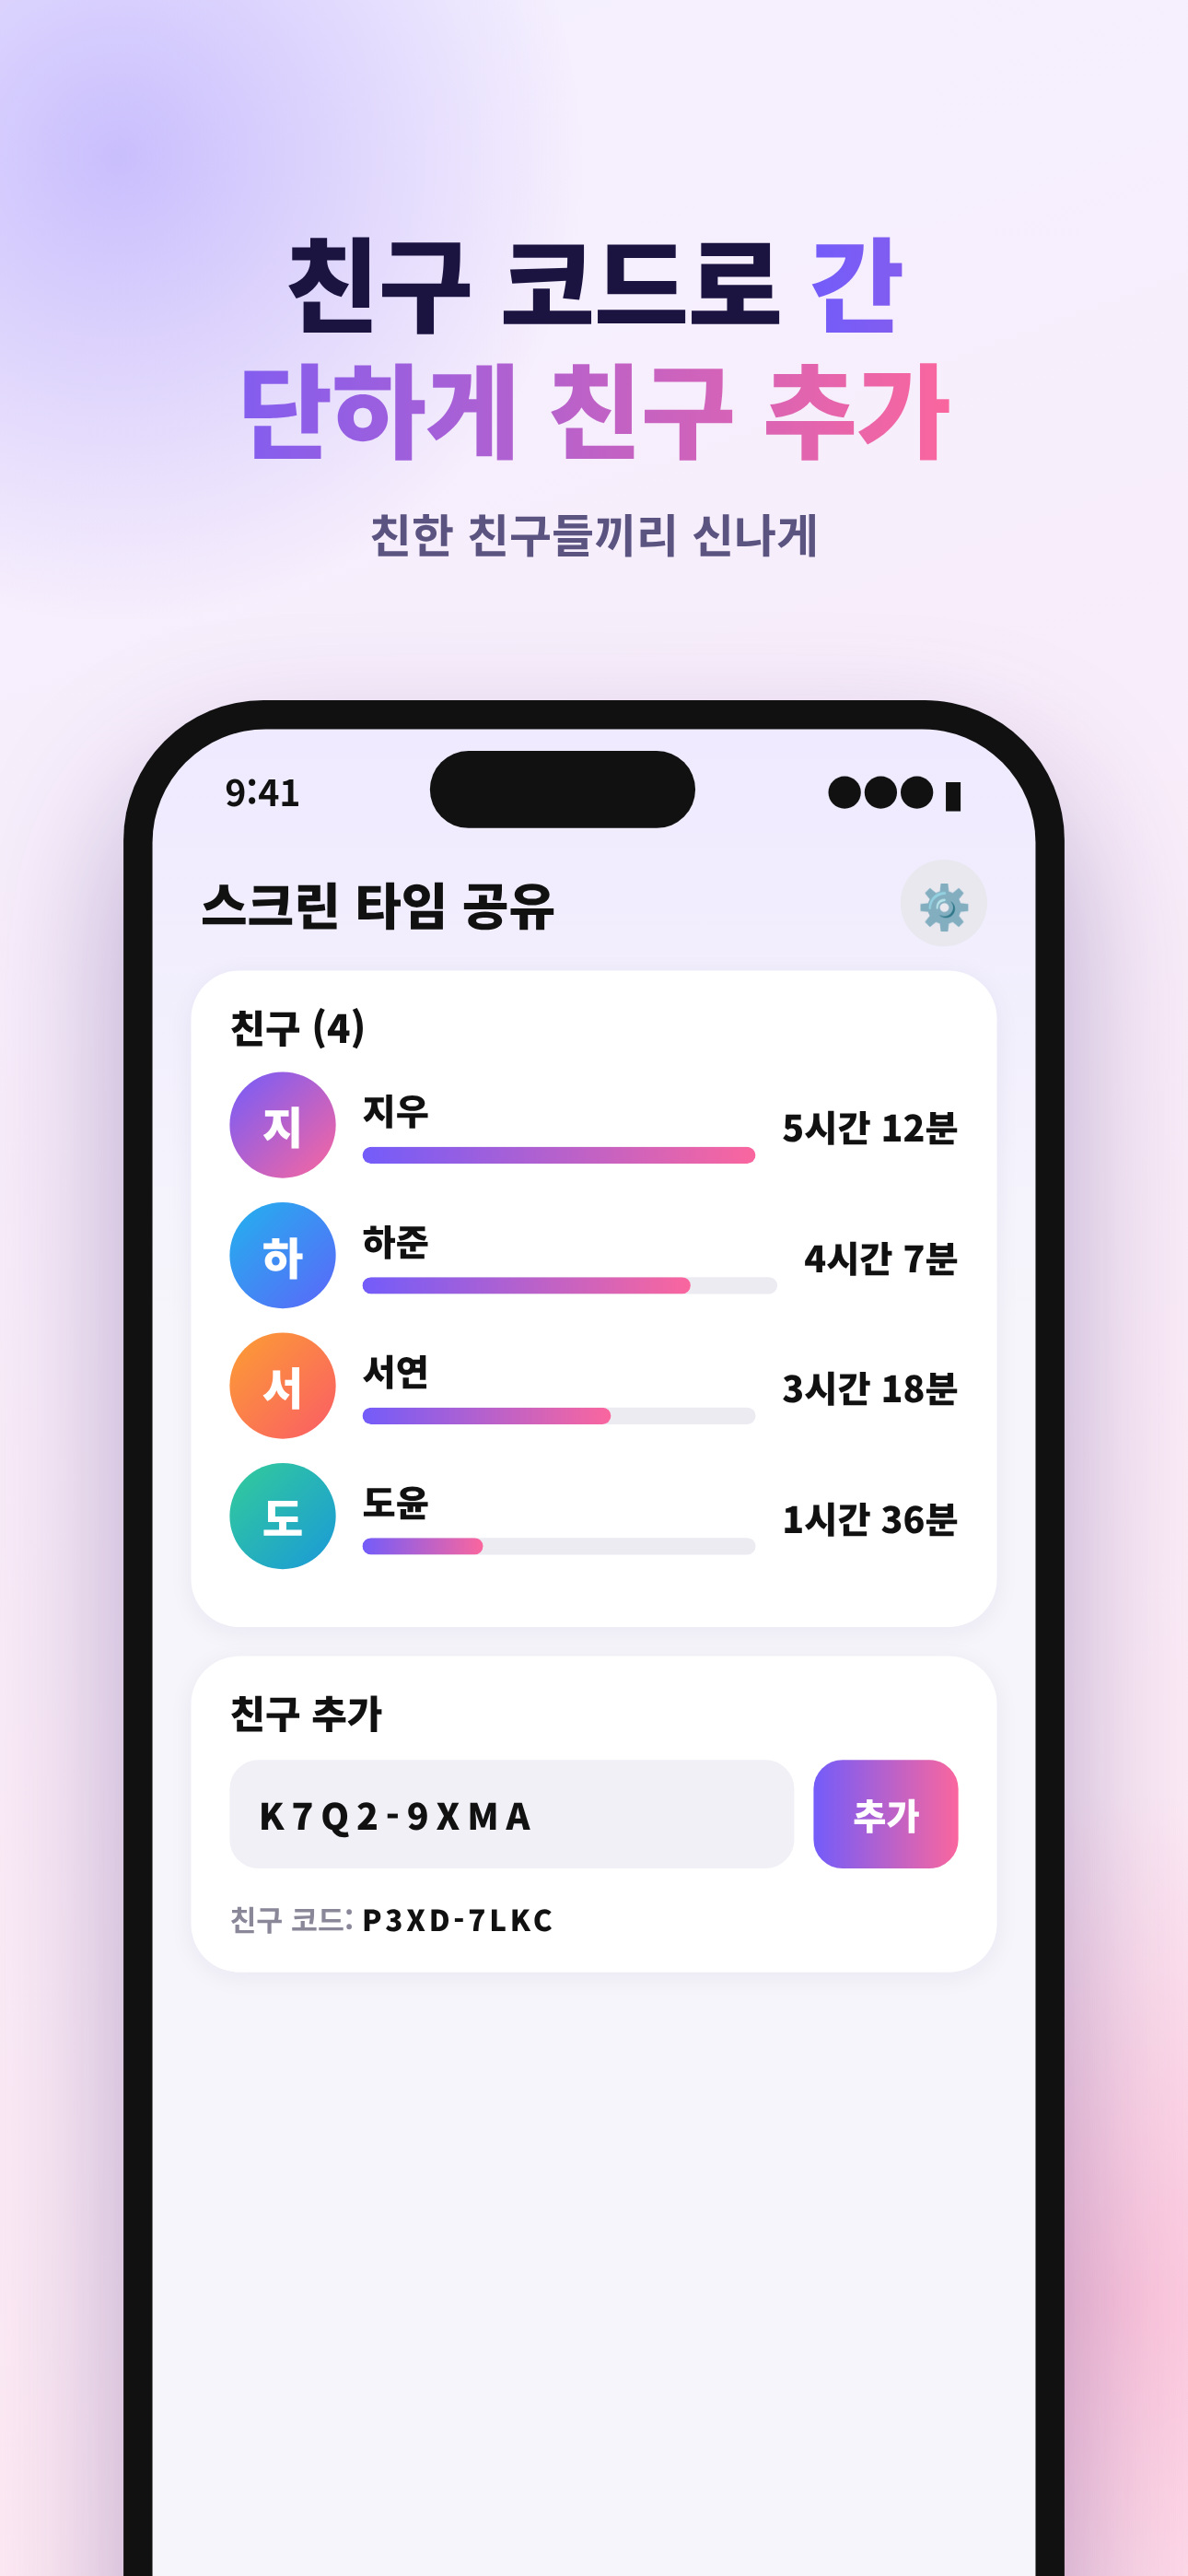 친구 코드로 간
단하게 친구 추가
친한 친구들끼리 신나게
9:41
스크린 타임 공유
친구 (4)
지
지우
5시간 12분
하
하준
4시간 7분
서
서연
3시간 18분
도
도윤
1시간 36분
친구 추가
K7Q2-9XMA
추가
친구 코드: P3XD-7LKC